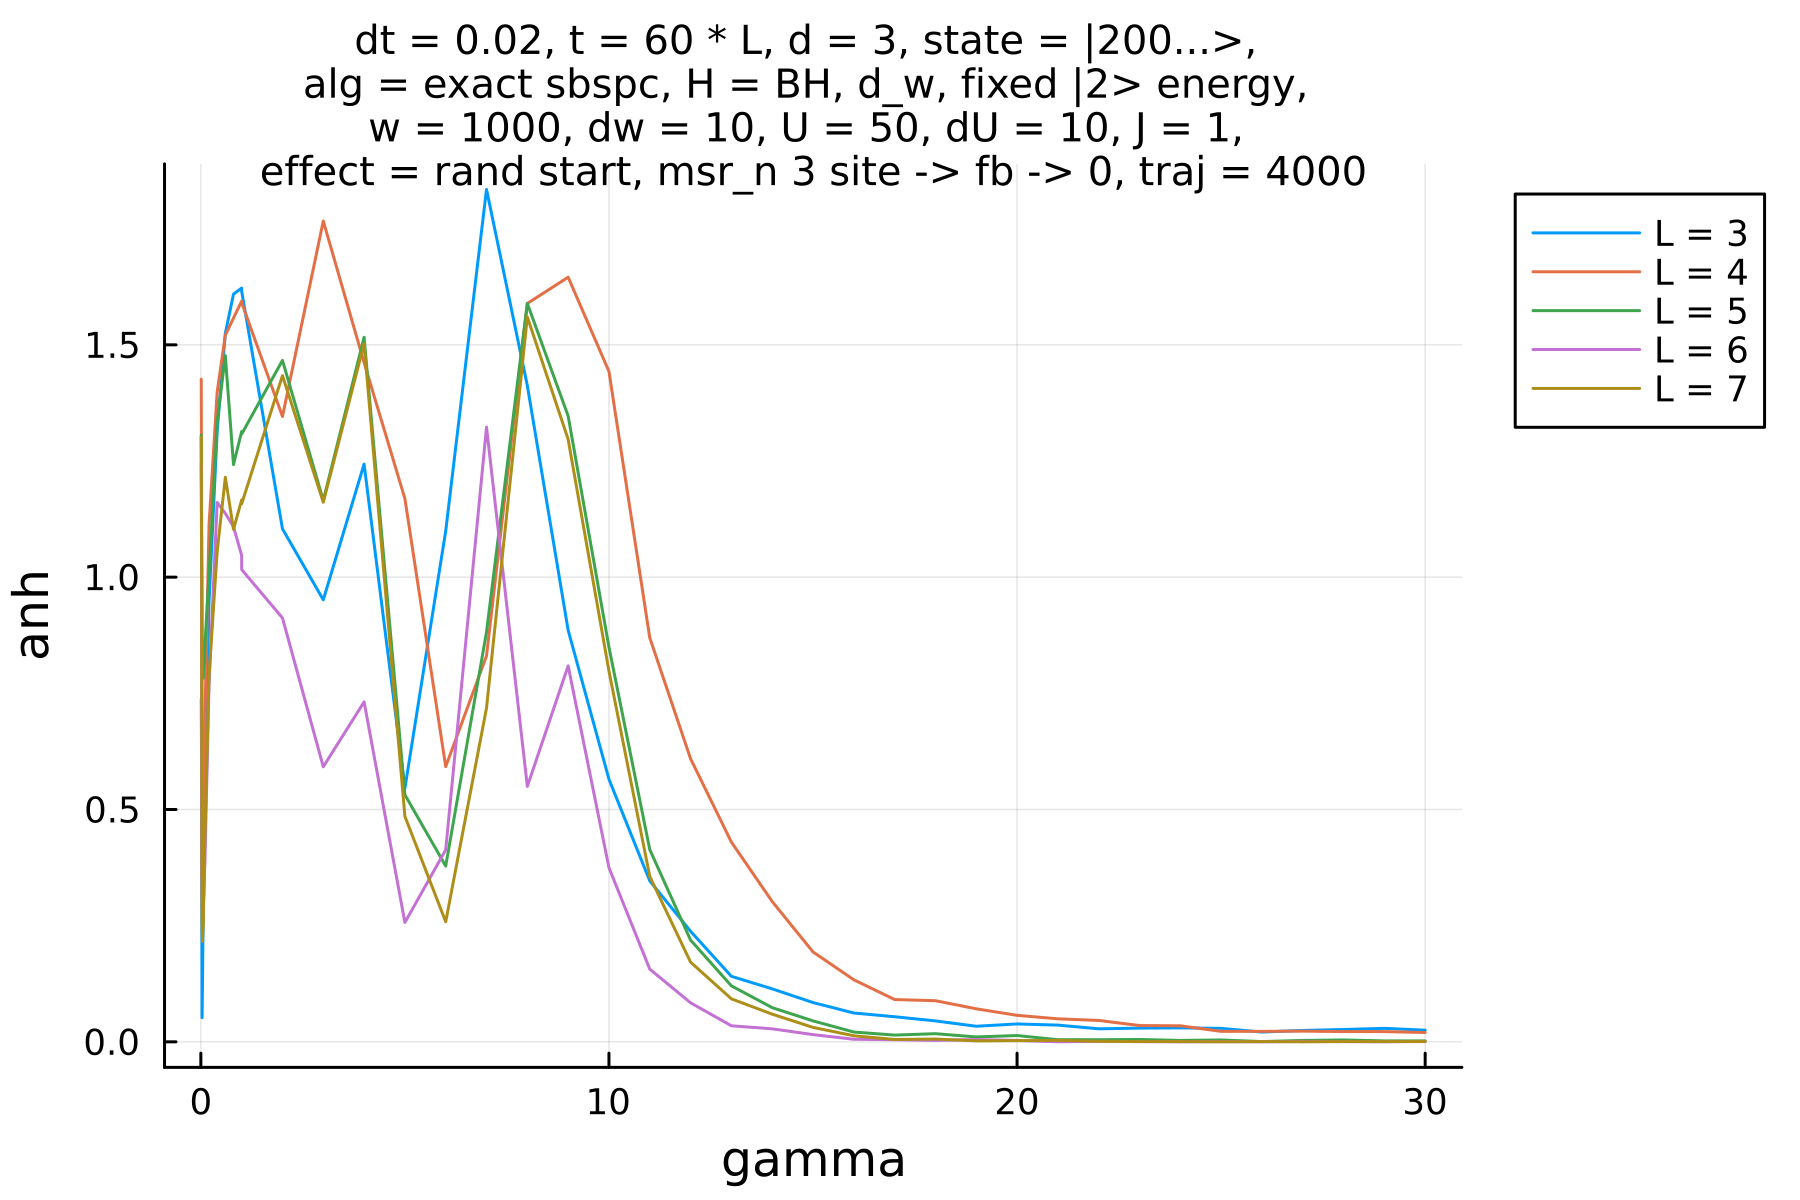 dt = 0.02, t = 60 * L, d = 3, state = |200...>,
alg = exact sbspc, H = BH, d_w, fixed |2> energy,
w = 1000, dw = 10, U = 50, dU = 10, J = 1,
effect = rand start, msr_n 3 site -> fb -> 0, traj = 4000
L = 3
L = 4
L = 5
L = 6
L = 7
1.5
1.0
0.5
0.0
anh
0 10 20 30
gamma